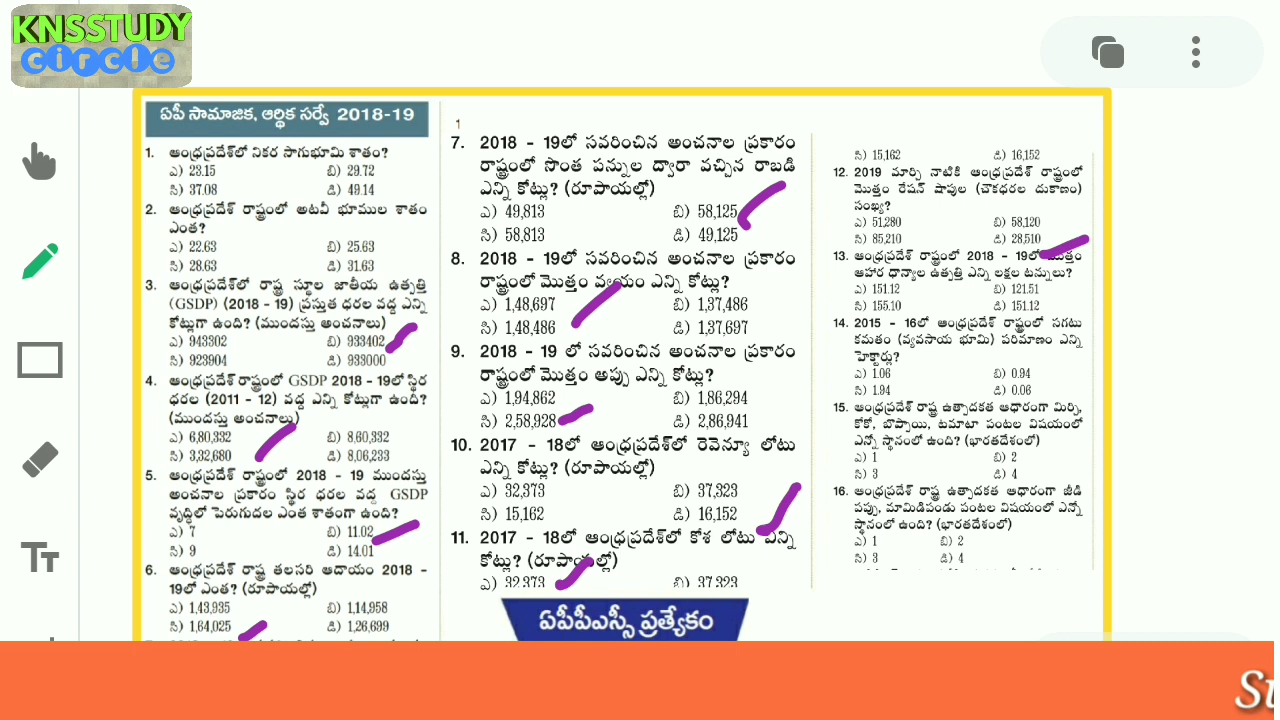 KNSSTUDY
circle
ఏపీ సామాజిక, ఆర్థిక సర్వే 2018-19
1. ఆంధ్రప్రదేశ్‌లో నికర సాగుభూమి శాతం?
ఎ) 23.15 బి) 29.72
సి) 37.08 డి) 49.14
2. ఆంధ్రప్రదేశ్ రాష్ట్రంలో అటవీ భూముల శాతం
ఎంత?
ఎ) 22.63 బి) 25.63
సి) 28.63 డి) 31.63
3. ఆంధ్రప్రదేశ్‌లో రాష్ట్ర స్థూల జాతీయ ఉత్పత్తి
(GSDP) (2018 - 19) ప్రస్తుత ధరల వద్ద ఎన్ని
కోట్లుగా ఉంది? (ముందస్తు అంచనాలు)
ఎ) 943302 బి) 933402
సి) 923904 డి) 933000
4. ఆంధ్రప్రదేశ్ రాష్ట్రంలో GSDP 2018 - 19లో స్థిర
ధరల (2011 - 12) వద్ద ఎన్ని కోట్లుగా ఉంది?
(ముందస్తు అంచనాలు)
ఎ) 6,80,332 బి) 8,60,332
సి) 3,32,680 డి) 8,06,233
5. ఆంధ్రప్రదేశ్ రాష్ట్రంలో 2018 - 19 ముందస్తు
అంచనాల ప్రకారం స్థిర ధరల వద్ద GSDP
వృద్ధిలో పెరుగుదల ఎంత శాతంగా ఉంది?
ఎ) 7 బి) 11.02
సి) 9 డి) 14.01
6. ఆంధ్రప్రదేశ్ రాష్ట్ర తలసరి ఆదాయం 2018 -
19లో ఎంత? (రూపాయల్లో)
ఎ) 1,43,935 బి) 1,14,958
సి) 1,64,025 డి) 1,26,699
1
7. 2018 - 19లో సవరించిన అంచనాల ప్రకారం
రాష్ట్రంలో సొంత పన్నుల ద్వారా వచ్చిన రాబడి
ఎన్ని కోట్లు? (రూపాయల్లో)
ఎ) 49,813 బి) 58,125
సి) 58,813 డి) 49,125
8. 2018 - 19లో సవరించిన అంచనాల ప్రకారం
రాష్ట్రంలో మొత్తం వ్యయం ఎన్ని కోట్లు?
ఎ) 1,48,697 బి) 1,37,486
సి) 1,48,486 డి) 1,37,697
9. 2018 - 19 లో సవరించిన అంచనాల ప్రకారం
రాష్ట్రంలో మొత్తం అప్పు ఎన్ని కోట్లు?
ఎ) 1,94,862 బి) 1,86,294
సి) 2,58,928 డి) 2,86,941
10. 2017 - 18లో ఆంధ్రప్రదేశ్‌లో రెవెన్యూ లోటు
ఎన్ని కోట్లు? (రూపాయల్లో)
ఎ) 32,373 బి) 37,323
సి) 15,162 డి) 16,152
11. 2017 - 18లో ఆంధ్రప్రదేశ్‌లో కోశ లోటు ఎన్ని
కోట్లు? (రూపాయల్లో)
ఎ) 32,373 బి) 37,323
ఏపీపీఎస్సీ ప్రత్యేకం
సి) 15,162 డి) 16,152
12. 2019 మార్చి నాటికి ఆంధ్రప్రదేశ్ రాష్ట్రంలో
మొత్తం రేషన్ షాపుల (చౌకధరల దుకాణం)
సంఖ్య?
ఎ) 51,280 బి) 58,120
సి) 85,210 డి) 28,510
13. ఆంధ్రప్రదేశ్ రాష్ట్రంలో 2018 - 19లో మొత్తం
ఆహార ధాన్యాల ఉత్పత్తి ఎన్ని లక్షల టన్నులు?
ఎ) 151.12 బి) 121.51
సి) 155.10 డి) 151.12
14. 2015 - 16లో ఆంధ్రప్రదేశ్ రాష్ట్రంలో సగటు
కమతం (వ్యవసాయ భూమి) పరిమాణం ఎన్ని
హెక్టార్లు?
ఎ) 1.06 బి) 0.94
సి) 1.94 డి) 0.06
15. ఆంధ్రప్రదేశ్ రాష్ట్ర ఉత్పాదకత ఆధారంగా మిర్చి,
కోకో, బొప్పాయి, టమాటా పంటల విషయంలో
ఎన్నో స్థానంలో ఉంది? (భారతదేశంలో)
ఎ) 1 బి) 2
సి) 3 డి) 4
16. ఆంధ్రప్రదేశ్ రాష్ట్ర ఉత్పాదకత ఆధారంగా జీడి
పప్పు, మామిడిపండు పంటల విషయంలో ఎన్నో
స్థానంలో ఉంది? (భారతదేశంలో)
ఎ) 1 బి) 2
సి) 3 డి) 4
Tт